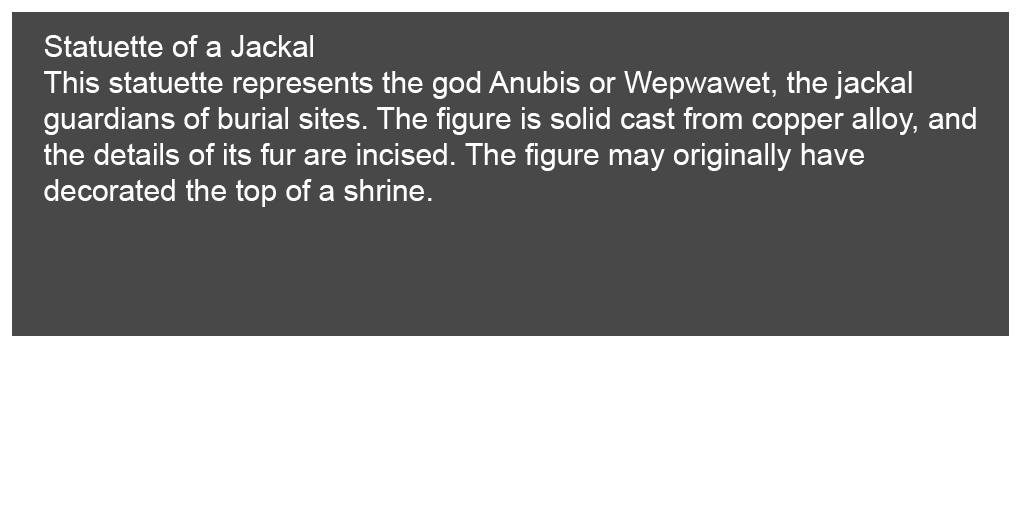 Statuette of a Jackal
This statuette represents the god Anubis or Wepwawet, the jackal
guardians of burial sites. The figure is solid cast from copper alloy, and
the details of its fur are incised. The figure may originally have
decorated the top of a shrine.